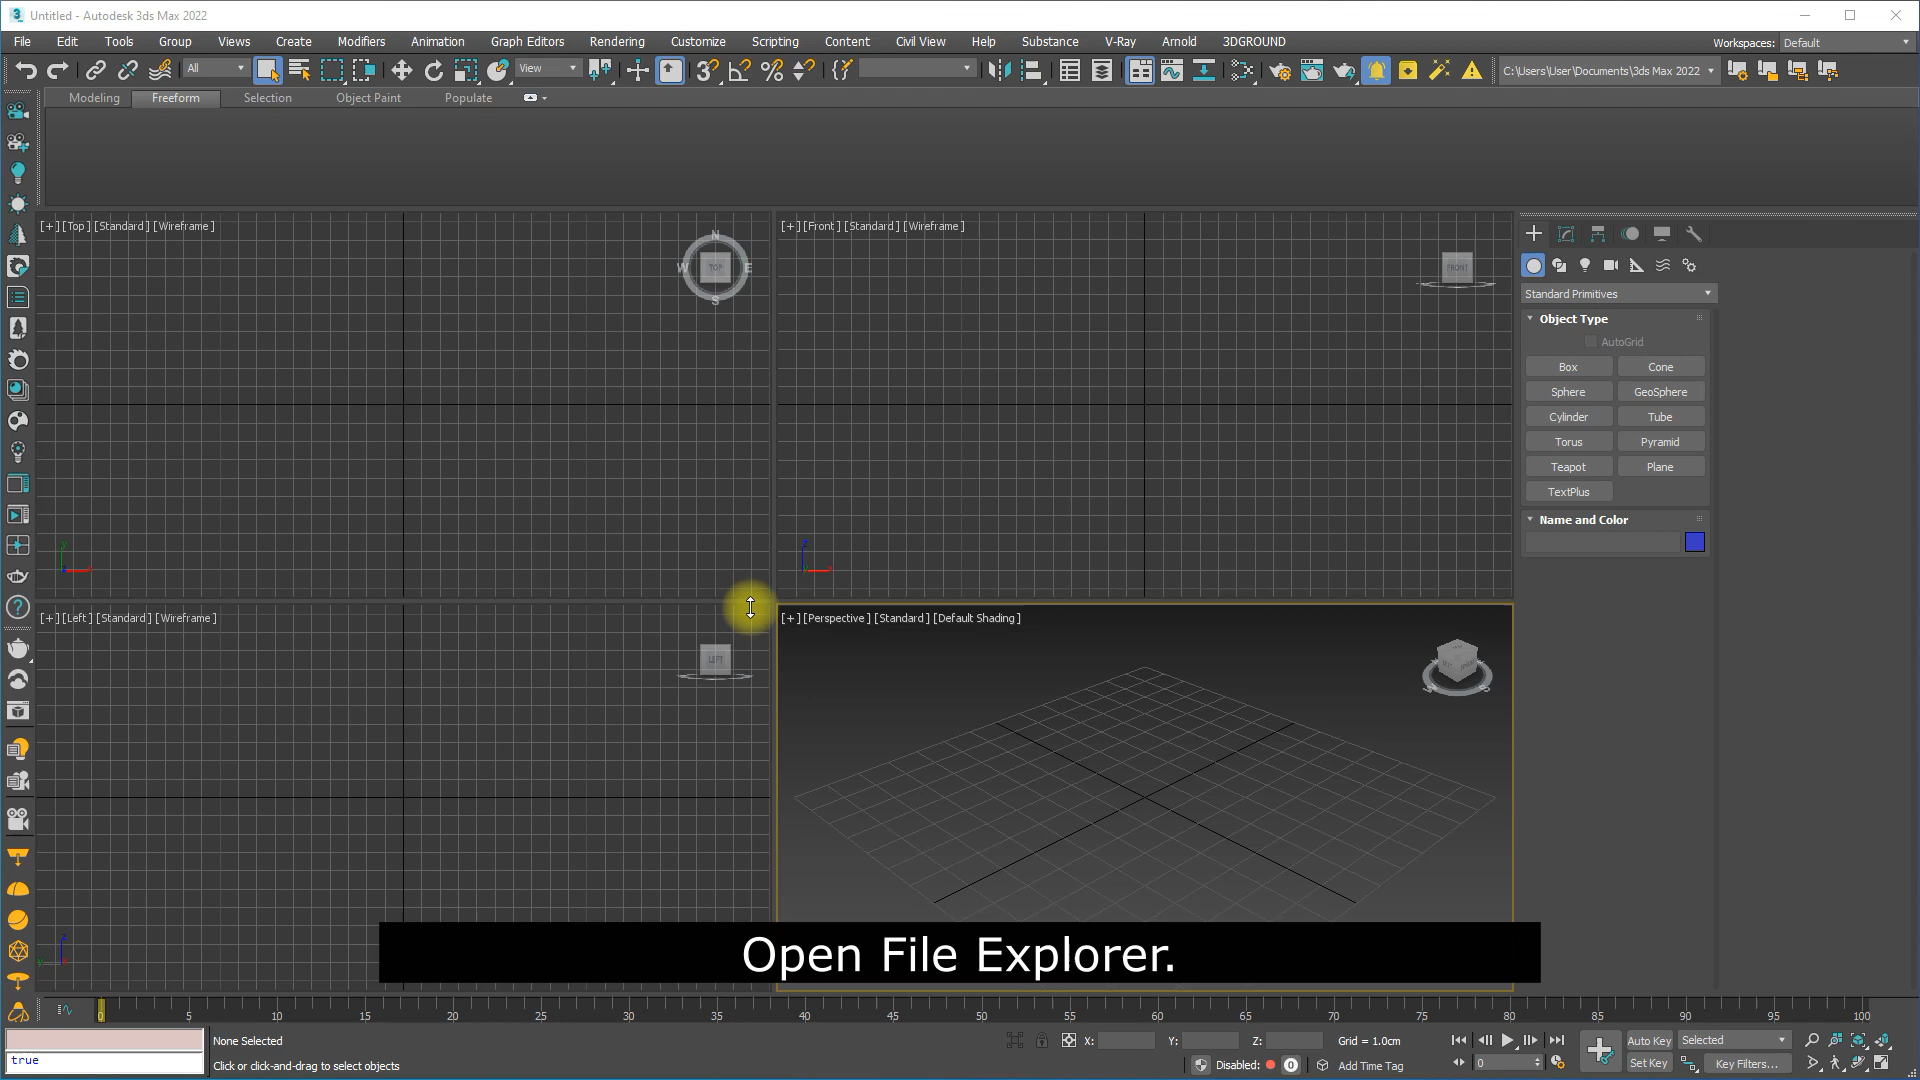 Untitled - Autodesk 3ds Max 2022
File Edit Tools Group Views Create Modifiers Animation Graph Editors Rendering Customize Scripting Content Civil View Help Substance V-Ray Arnold 3DGROUND Workspaces: Default
All View C:\Users\User\Documents\3ds Max 2022
Modeling Freeform Selection Object Paint Populate
[+] [Top] [Standard] [Wireframe]
N
W TOP E
S
y
[+] [Front] [Standard] [Wireframe]
FRONT
z
[+] [Left] [Standard] [Wireframe]
LEFT
z
[+] [Perspective] [Standard] [Default Shading]
Standard Primitives
Object Type
AutoGrid
Box Cone
Sphere GeoSphere
Cylinder Tube
Torus Pyramid
Teapot Plane
TextPlus
Name and Color
Open File Explorer.
0 5 10 15 20 25 30 35 40 45 50 55 60 65 70 75 80 85 90 95 100
None Selected X: Y: Z: Grid = 1.0cm Auto Key Selected
true
Click or click-and-drag to select objects Disabled: 0 Add Time Tag 0 Set Key Key Filters...